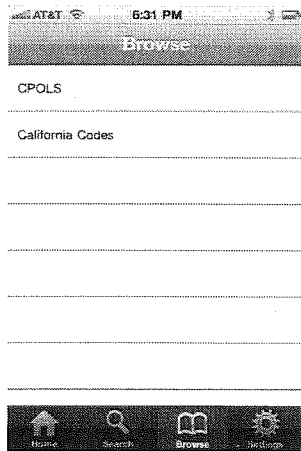 AT&T 6:31 PM
Browse
CPOLS
California Codes
Home Search Browse Settings